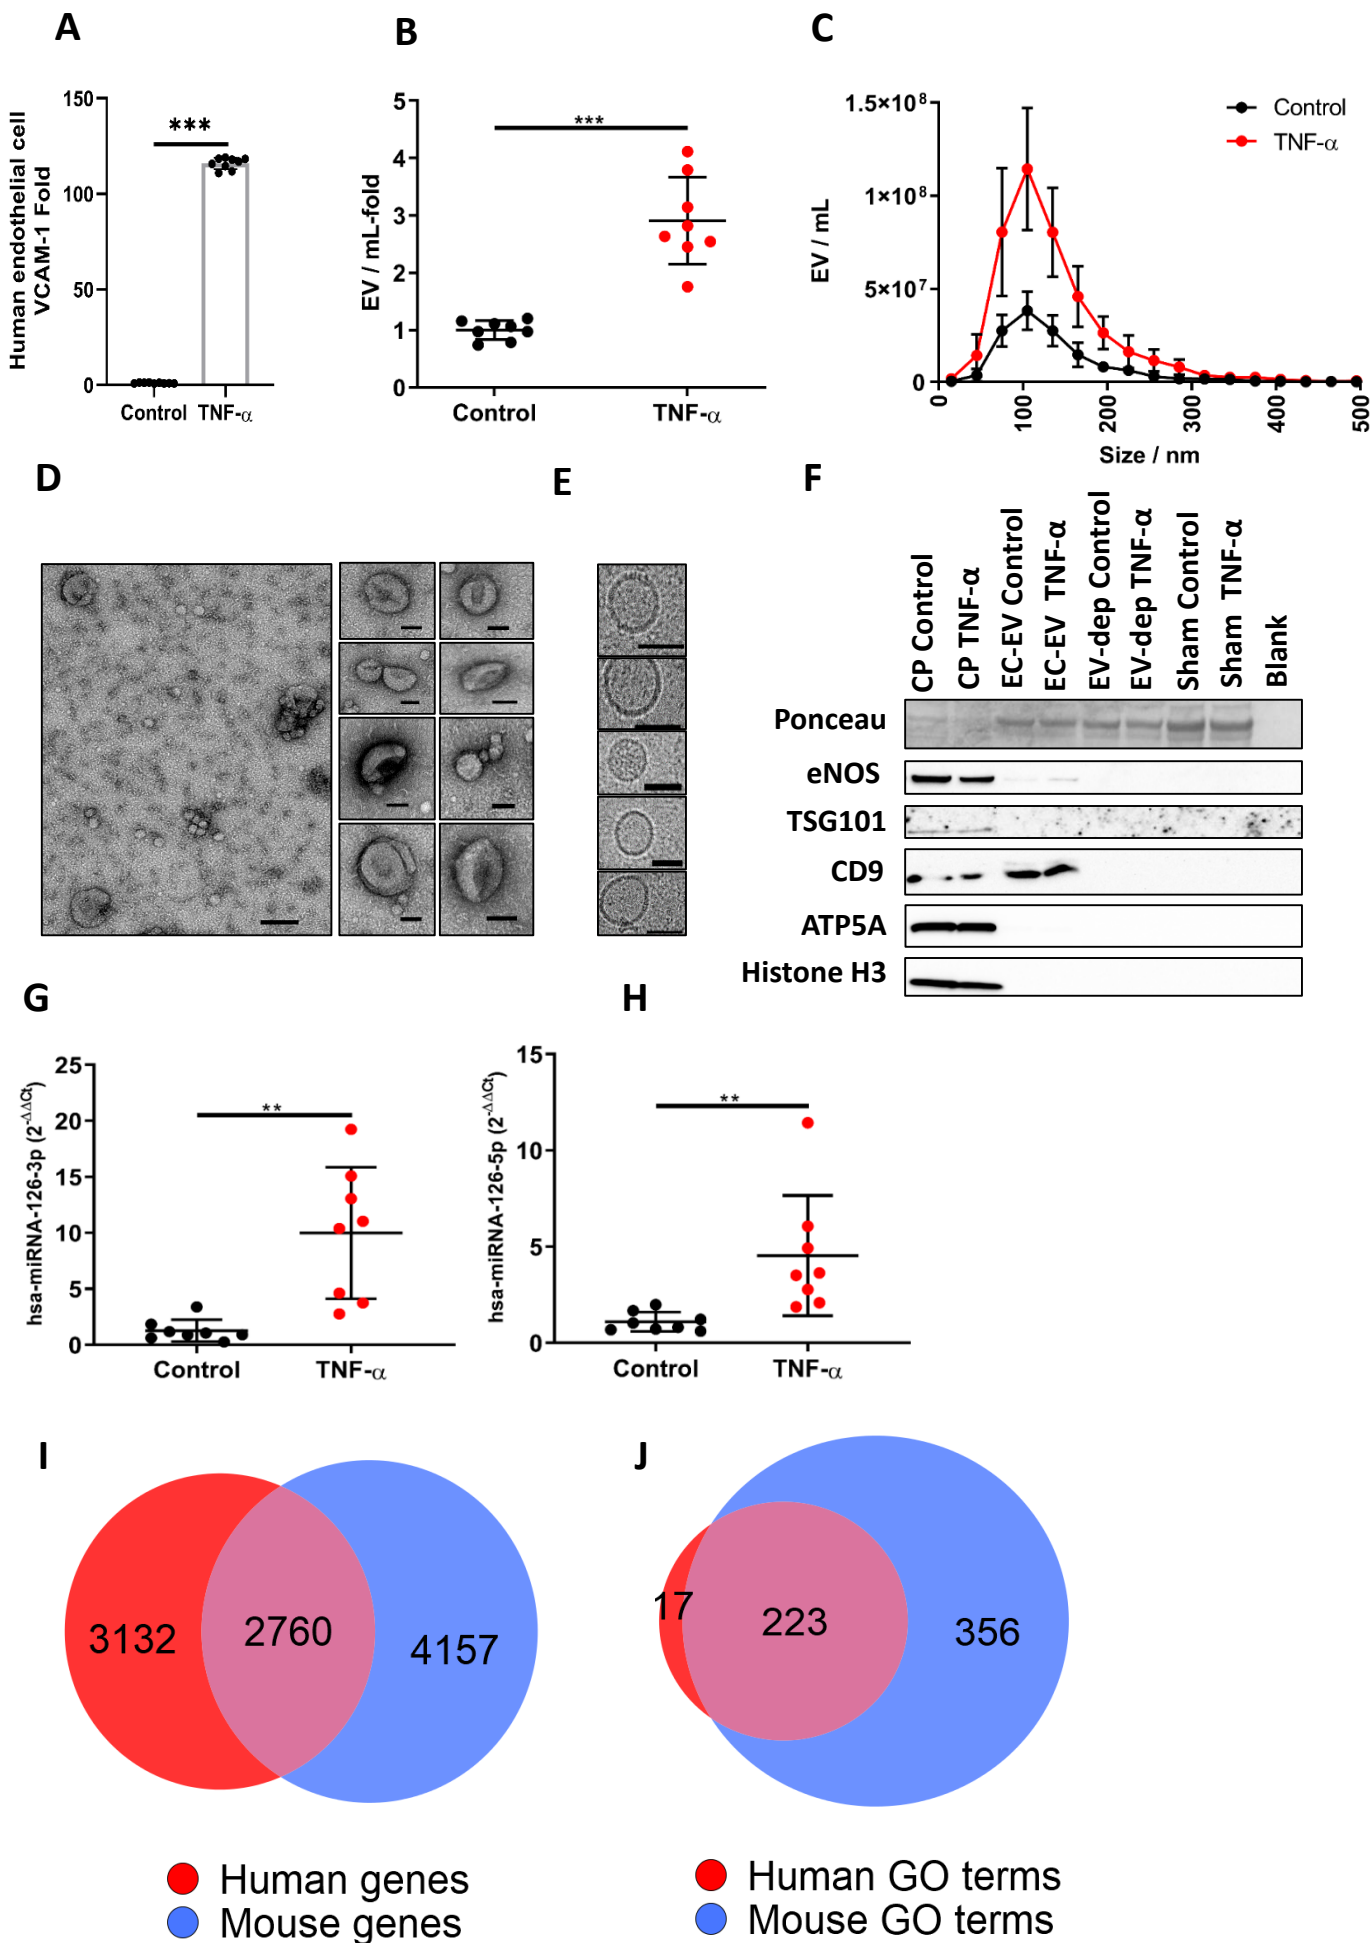 A
Human endothelial cell
VCAM-1 Fold
150
100
50
0
***
Control TNF-α
B
EV / mL-fold
5
4
3
2
1
0
***
Control TNF-α
C
EV / mL
1.5×10⁸
1×10⁸
5×10⁷
0
Control
TNF-α
0 100 200 300 400 500
Size / nm
D
E
F
CP Control
CP TNF-α
EC-EV Control
EC-EV TNF-α
EV-dep Control
EV-dep TNF-α
Sham Control
Sham TNF-α
Blank
Ponceau
eNOS
TSG101
CD9
ATP5A
Histone H3
G
hsa-miRNA-126-3p (2^-ΔΔCt)
25
20
15
10
5
0
**
Control TNF-α
H
hsa-miRNA-126-5p (2^-ΔΔCt)
15
10
5
0
**
Control TNF-α
I
3132 2760 4157
Human genes
Mouse genes
J
17 223 356
Human GO terms
Mouse GO terms